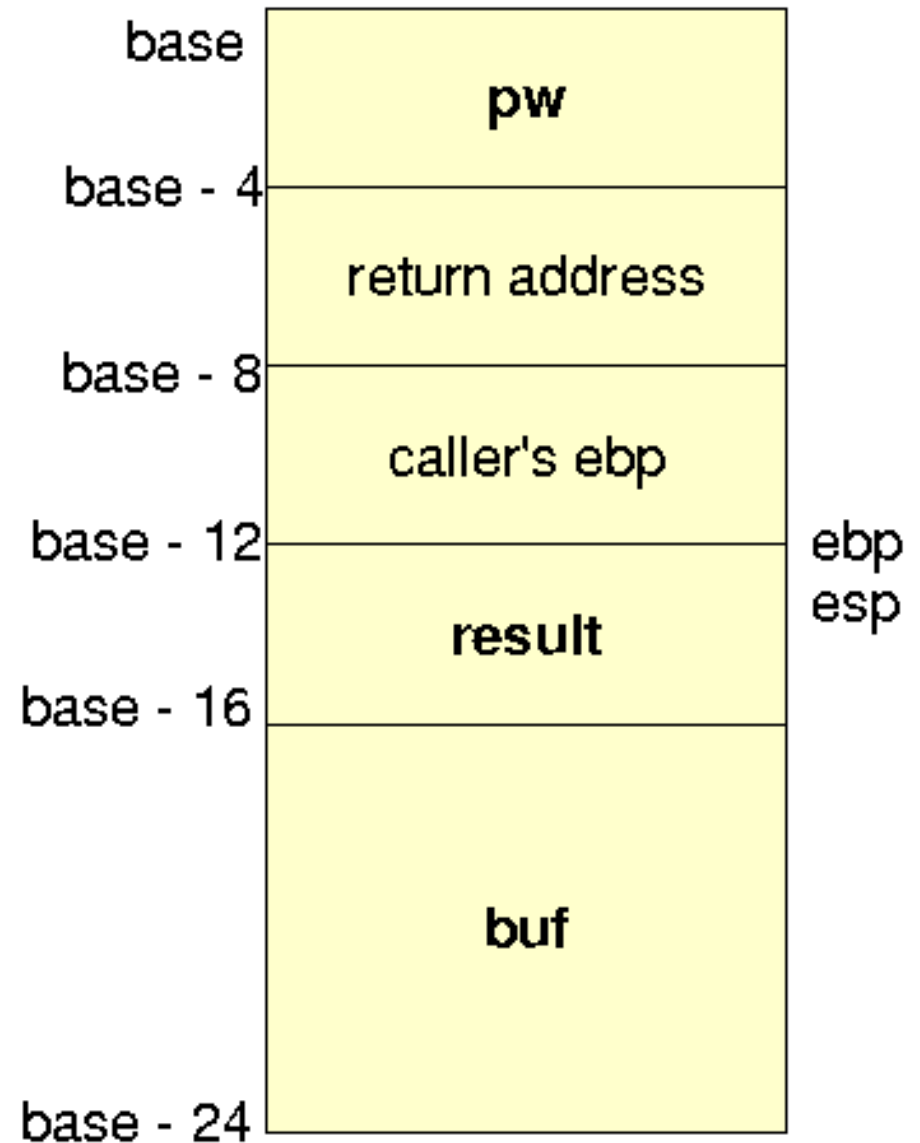 base
pw
base - 4
return address
base - 8
caller's ebp
base - 12
ebp
esp
result
base - 16
buf
base - 24